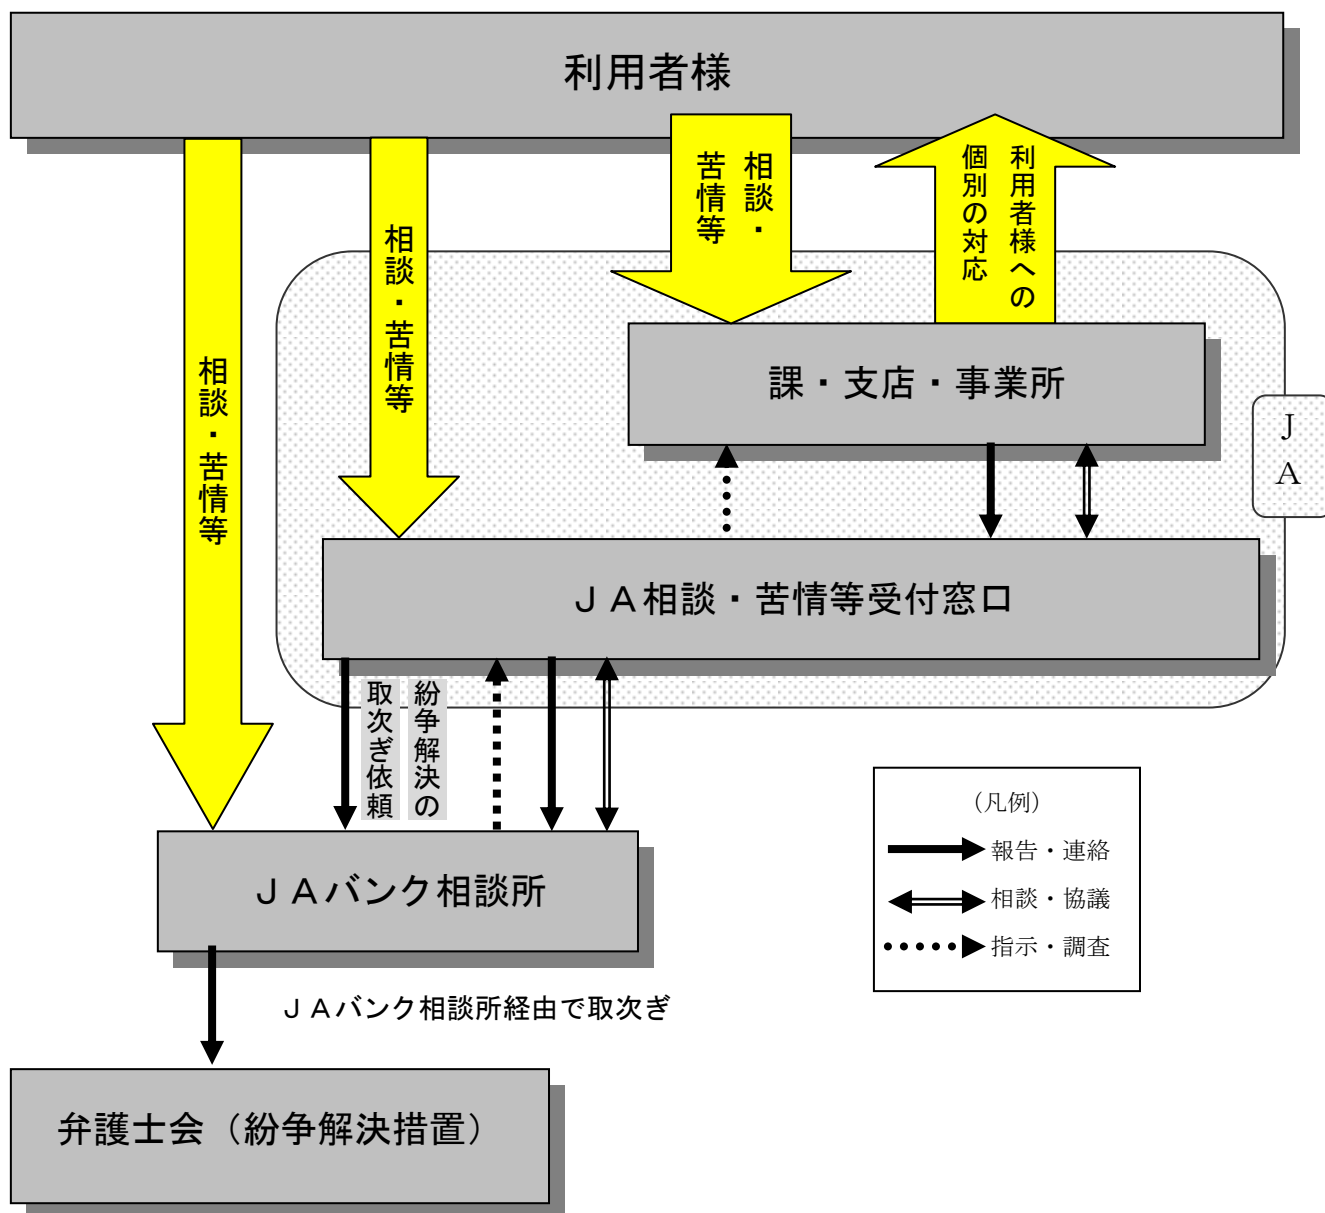 利用者様
相談・
苦情等
利用者様への
個別の対応
相談・苦情等
相談・苦情等
課・支店・事業所
J
A
ＪＡ相談・苦情等受付窓口
紛争解決の
取次ぎ依頼
ＪＡバンク相談所
（凡例）
報告・連絡
相談・協議
指示・調査
ＪＡバンク相談所経由で取次ぎ
弁護士会（紛争解決措置）